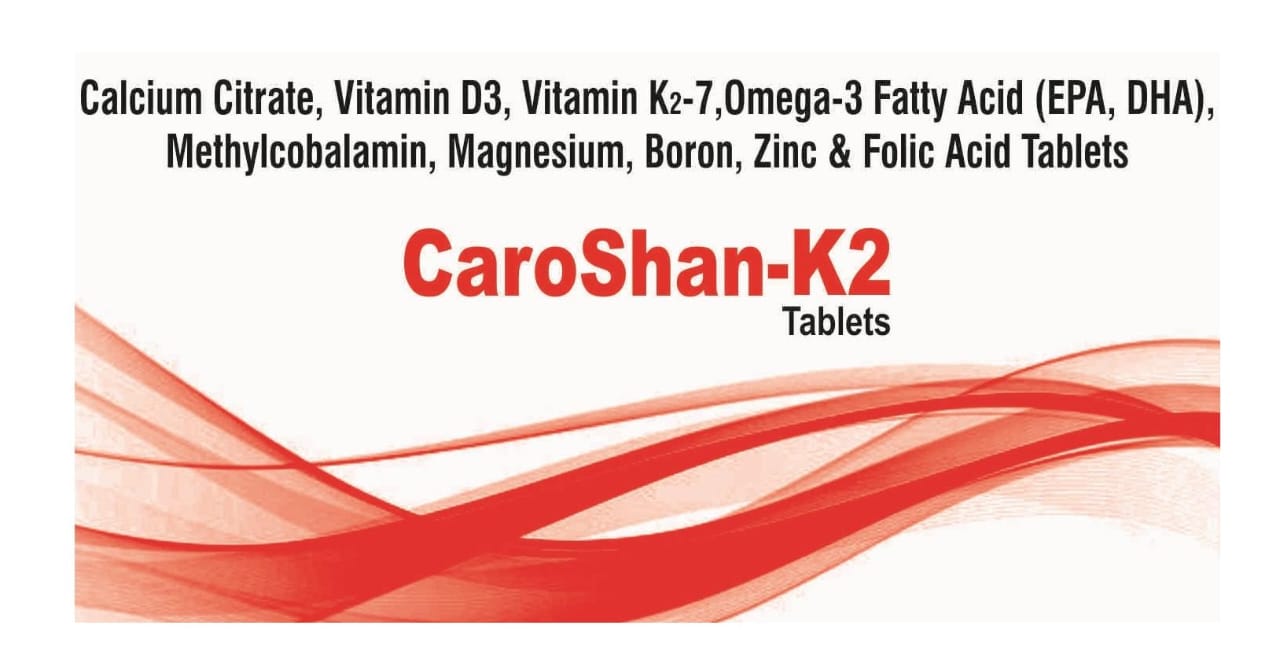 Calcium Citrate, Vitamin D3, Vitamin K2-7,Omega-3 Fatty Acid (EPA, DHA),
Methylcobalamin, Magnesium, Boron, Zinc & Folic Acid Tablets
CaroShan-K2
Tablets